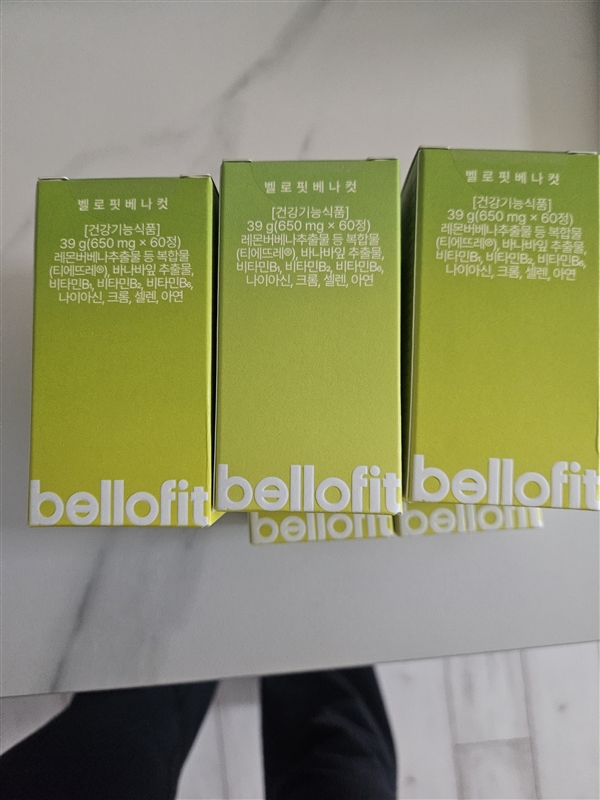 벨로핏베나컷
[건강기능식품]
39 g(650 mg × 60정)
레몬버베나추출물 등 복합물
(티에뜨레®), 바나바잎 추출물,
비타민B₁, 비타민B₂, 비타민B₆,
나이아신, 크롬, 셀렌, 아연
bellofit
벨로핏베나컷
[건강기능식품]
39 g(650 mg × 60정)
레몬버베나추출물 등 복합물
(티에뜨레®), 바나바잎 추출물,
비타민B₁, 비타민B₂, 비타민B₆,
나이아신, 크롬, 셀렌, 아연
bellofit
벨로핏베나컷
[건강기능식품]
39 g(650 mg × 60정)
레몬버베나추출물 등 복합물
(티에뜨레®), 바나바잎 추출물,
비타민B₁, 비타민B₂, 비타민B₆,
나이아신, 크롬, 셀렌, 아연
bellofit
bellofit
bellofit